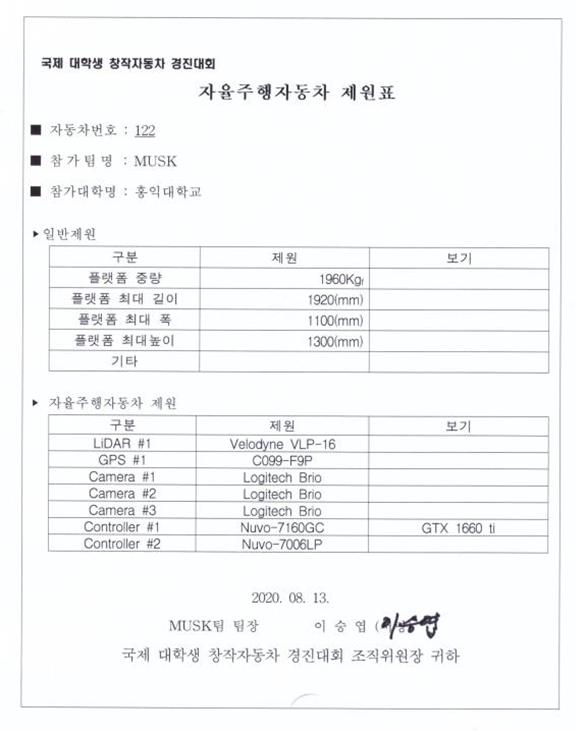 국제 대학생 창작자동차 경진대회
자율주행자동차 제원표
■ 자동차번호 : 122
■ 참가팀명 : MUSK
■ 참가대학명 : 홍익대학교
▶일반제원
구분 제원 보기
플랫폼 중량 1960Kgf
플랫폼 최대 길이 1920(mm)
플랫폼 최대 폭 1100(mm)
플랫폼 최대높이 1300(mm)
기타
▶ 자율주행자동차 제원
구분 제원 보기
LiDAR #1 Velodyne VLP-16
GPS #1 C099-F9P
Camera #1 Logitech Brio
Camera #2 Logitech Brio
Camera #3 Logitech Brio
Controller #1 Nuvo-7160GC GTX 1660 ti
Controller #2 Nuvo-7006LP
2020. 08. 13.
MUSK팀 팀장 이 승 엽 ( 이승엽
국제 대학생 창작자동차 경진대회 조직위원장 귀하